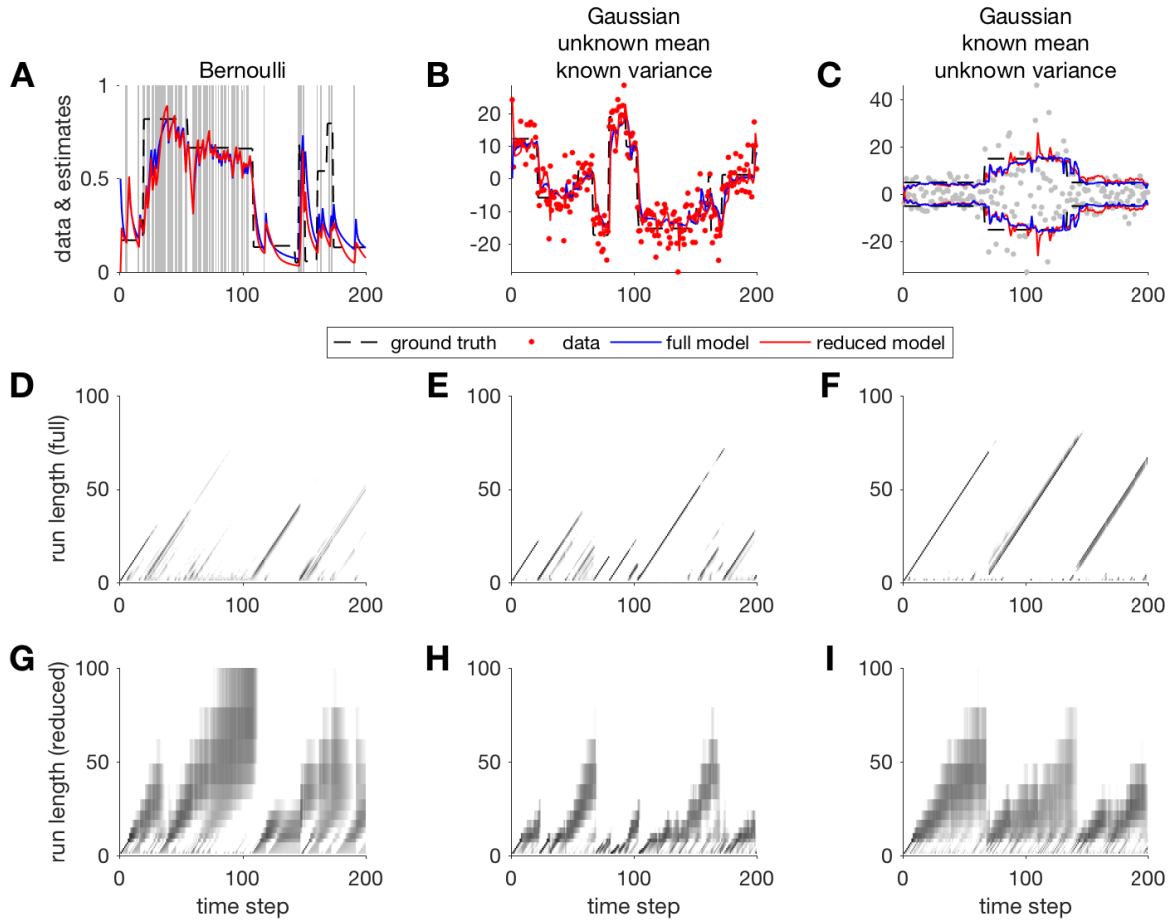 Gaussian
unknown mean
known variance
Gaussian
known mean
unknown variance
A
Bernoulli
B
C
data & estimates
1
0.5
0
0
100
200
20
10
0
-10
-20
0
100
200
40
20
0
-20
0
100
200
ground truth
data
full model
reduced model
D
E
F
run length (full)
100
50
0
0
100
200
100
50
0
0
100
200
100
50
0
0
100
200
G
H
I
run length (reduced)
100
50
0
0
100
200
time step
100
50
0
0
100
200
time step
100
50
0
0
100
200
time step